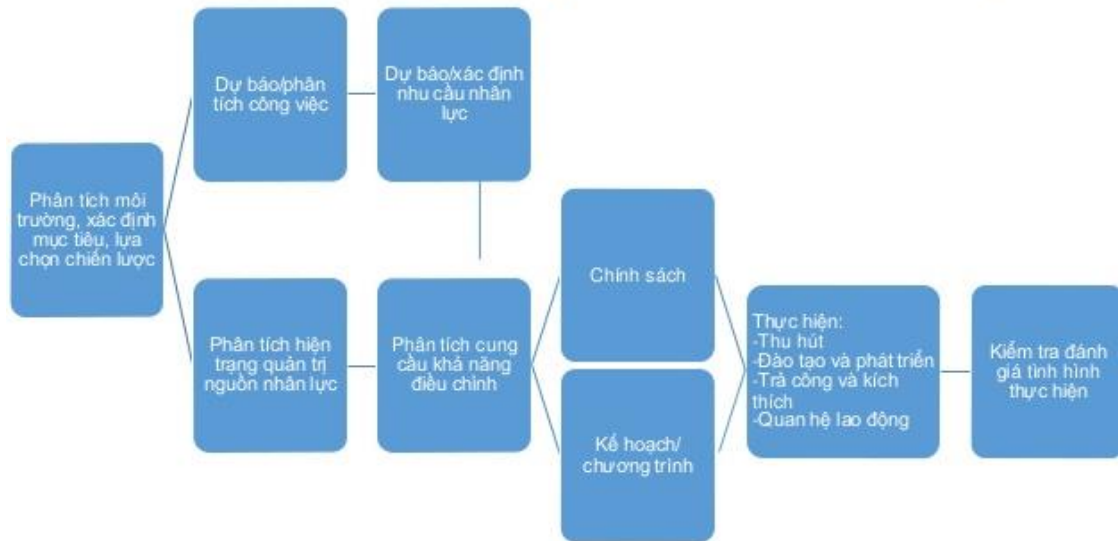 Phân tích môi
trường, xác định
mục tiêu, lựa
chọn chiến lược
Dự báo/phân
tích công việc
Dự báo/xác định
nhu cầu nhân
lực
Phân tích hiện
trạng quản trị
nguồn nhân lực
Phân tích cung
cầu khả năng
điều chỉnh
Chính sách
Kế hoạch/
chương trình
Thực hiện:
-Thu hút
-Đào tạo và phát triển
-Trả công và kích
thích
-Quan hệ lao động
Kiểm tra đánh
giá tình hình
thực hiện